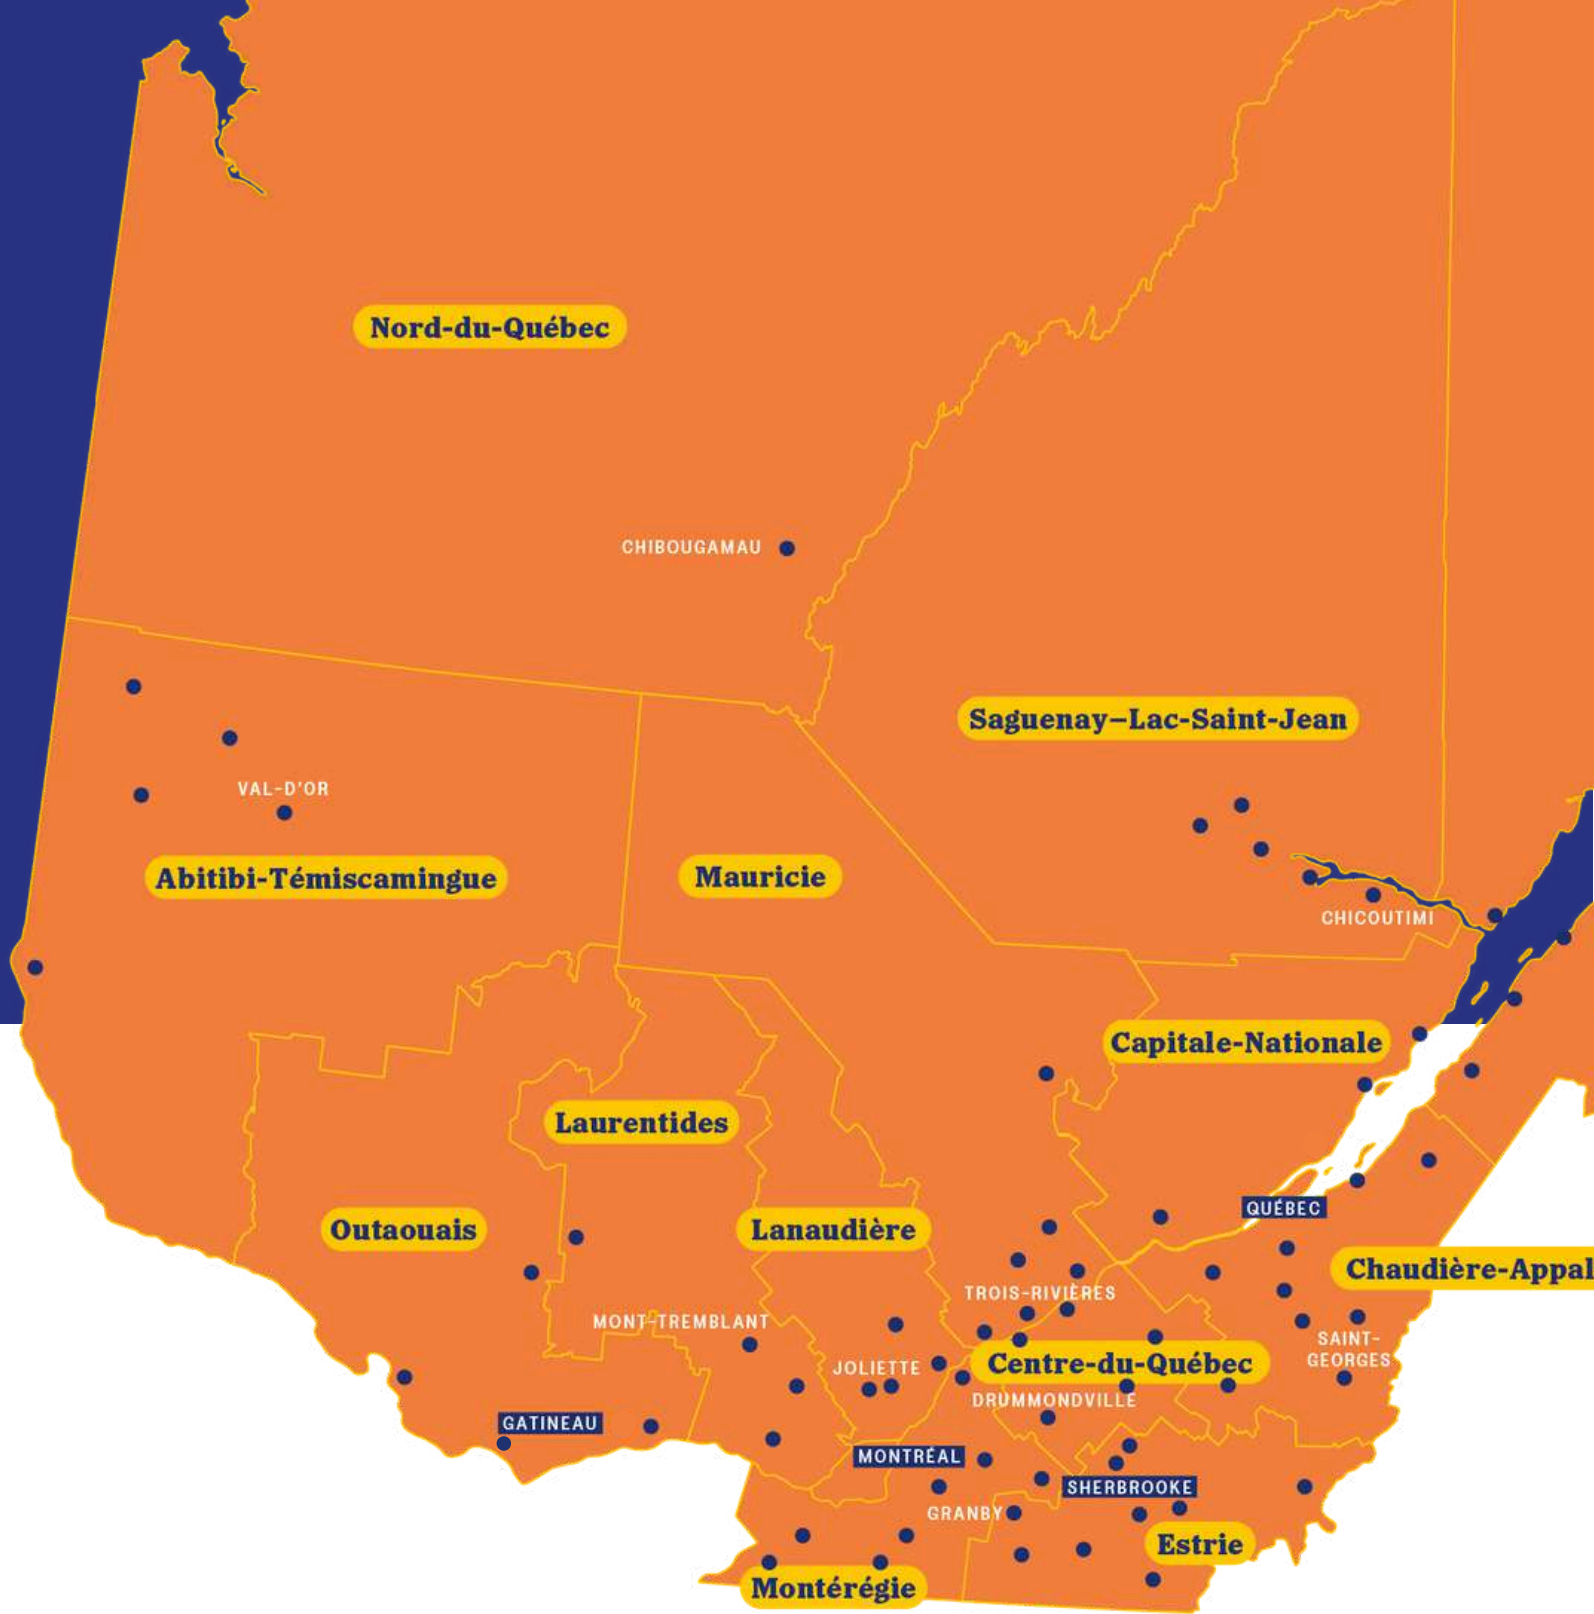 Nord-du-Québec
CHIBOUGAMAU
Saguenay–Lac-Saint-Jean
VAL-D'OR
Abitibi-Témiscamingue
Mauricie
CHICOUTIMI
Capitale-Nationale
Laurentides
QUÉBEC
Outaouais
Lanaudière
Chaudière-Appal
TROIS-RIVIÈRES
MONT-TREMBLANT
SAINT-
GEORGES
JOLIETTE
Centre-du-Québec
DRUMMONDVILLE
GATINEAU
MONTRÉAL
SHERBROOKE
GRANBY
Estrie
Montérégie